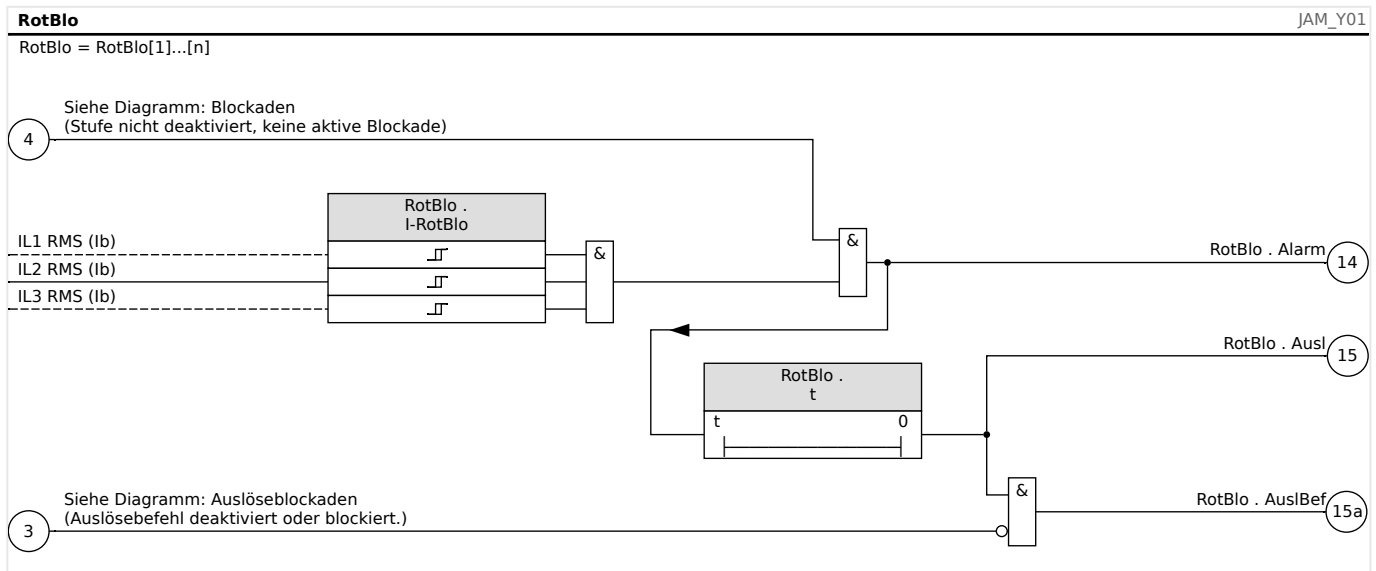 RotBlo
JAM_Y01
RotBlo = RotBlo[1]...[n]
Siehe Diagramm: Blockaden
(Stufe nicht deaktiviert, keine aktive Blockade)
4
RotBlo .
I-RotBlo
IL1 RMS (Ib)
IL2 RMS (Ib)
IL3 RMS (Ib)
&
&
RotBlo . Alarm
14
RotBlo . Ausl
15
RotBlo .
t
t 0
Siehe Diagramm: Auslöseblockaden
(Auslösebefehl deaktiviert oder blockiert.)
3
&
RotBlo . AuslBef
15a